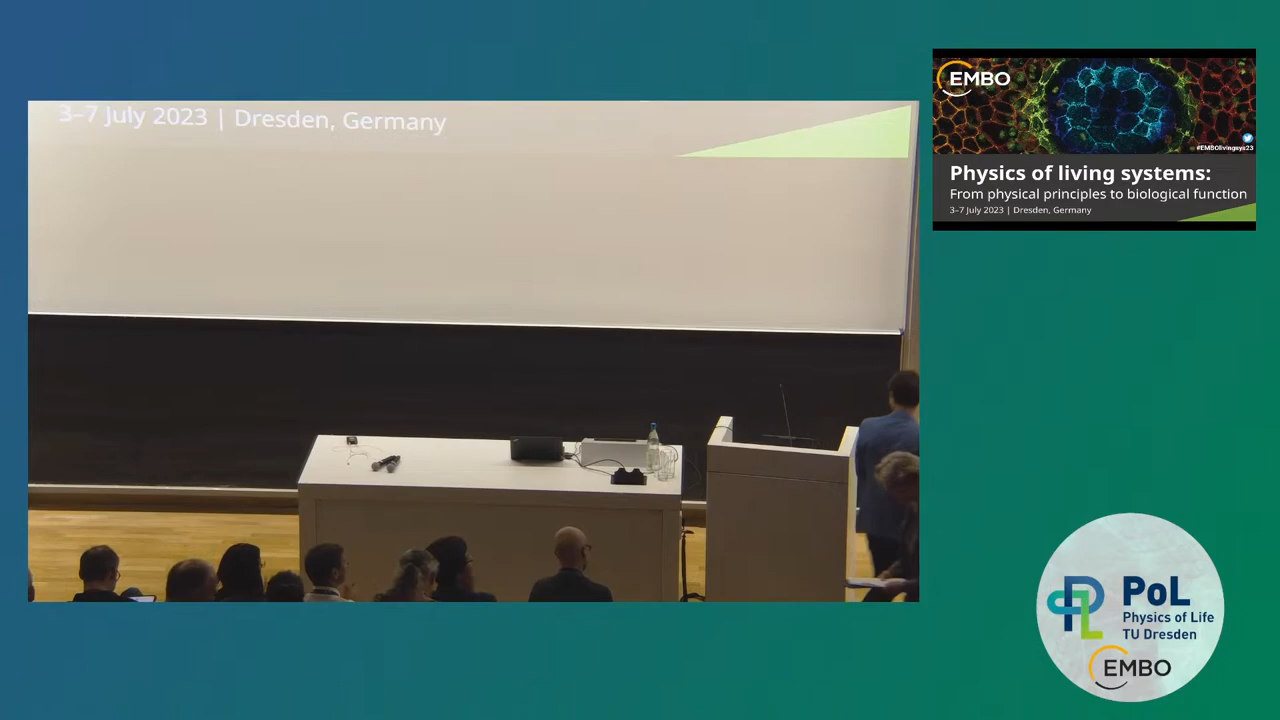 3–7 July 2023 | Dresden, Germany
EMBO
#EMBOlivingsys23
Physics of living systems:
From physical principles to biological function
3–7 July 2023 | Dresden, Germany
PoL
Physics of Life
TU Dresden
EMBO